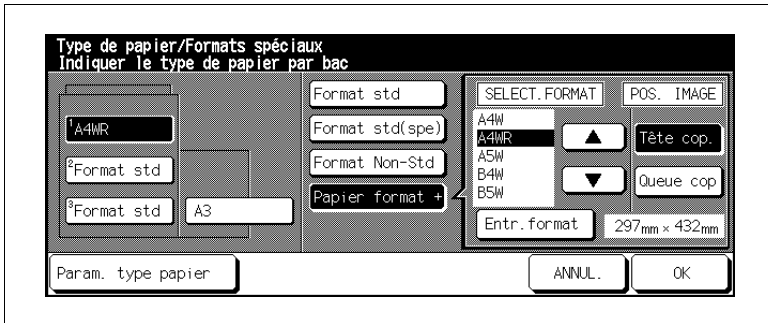 Type de papier/Formats spéciaux
Indiquer le type de papier par bac
1A4WR
2Format std
3Format std
A3
Format std
Format std(spe)
Format Non-Std
Papier format +
SELECT.FORMAT
POS. IMAGE
A4W
A4WR
A5W
B4W
B5W
▲
▼
Tête cop.
Queue cop
Entr.format
297mm × 432mm
Param. type papier
ANNUL.
OK